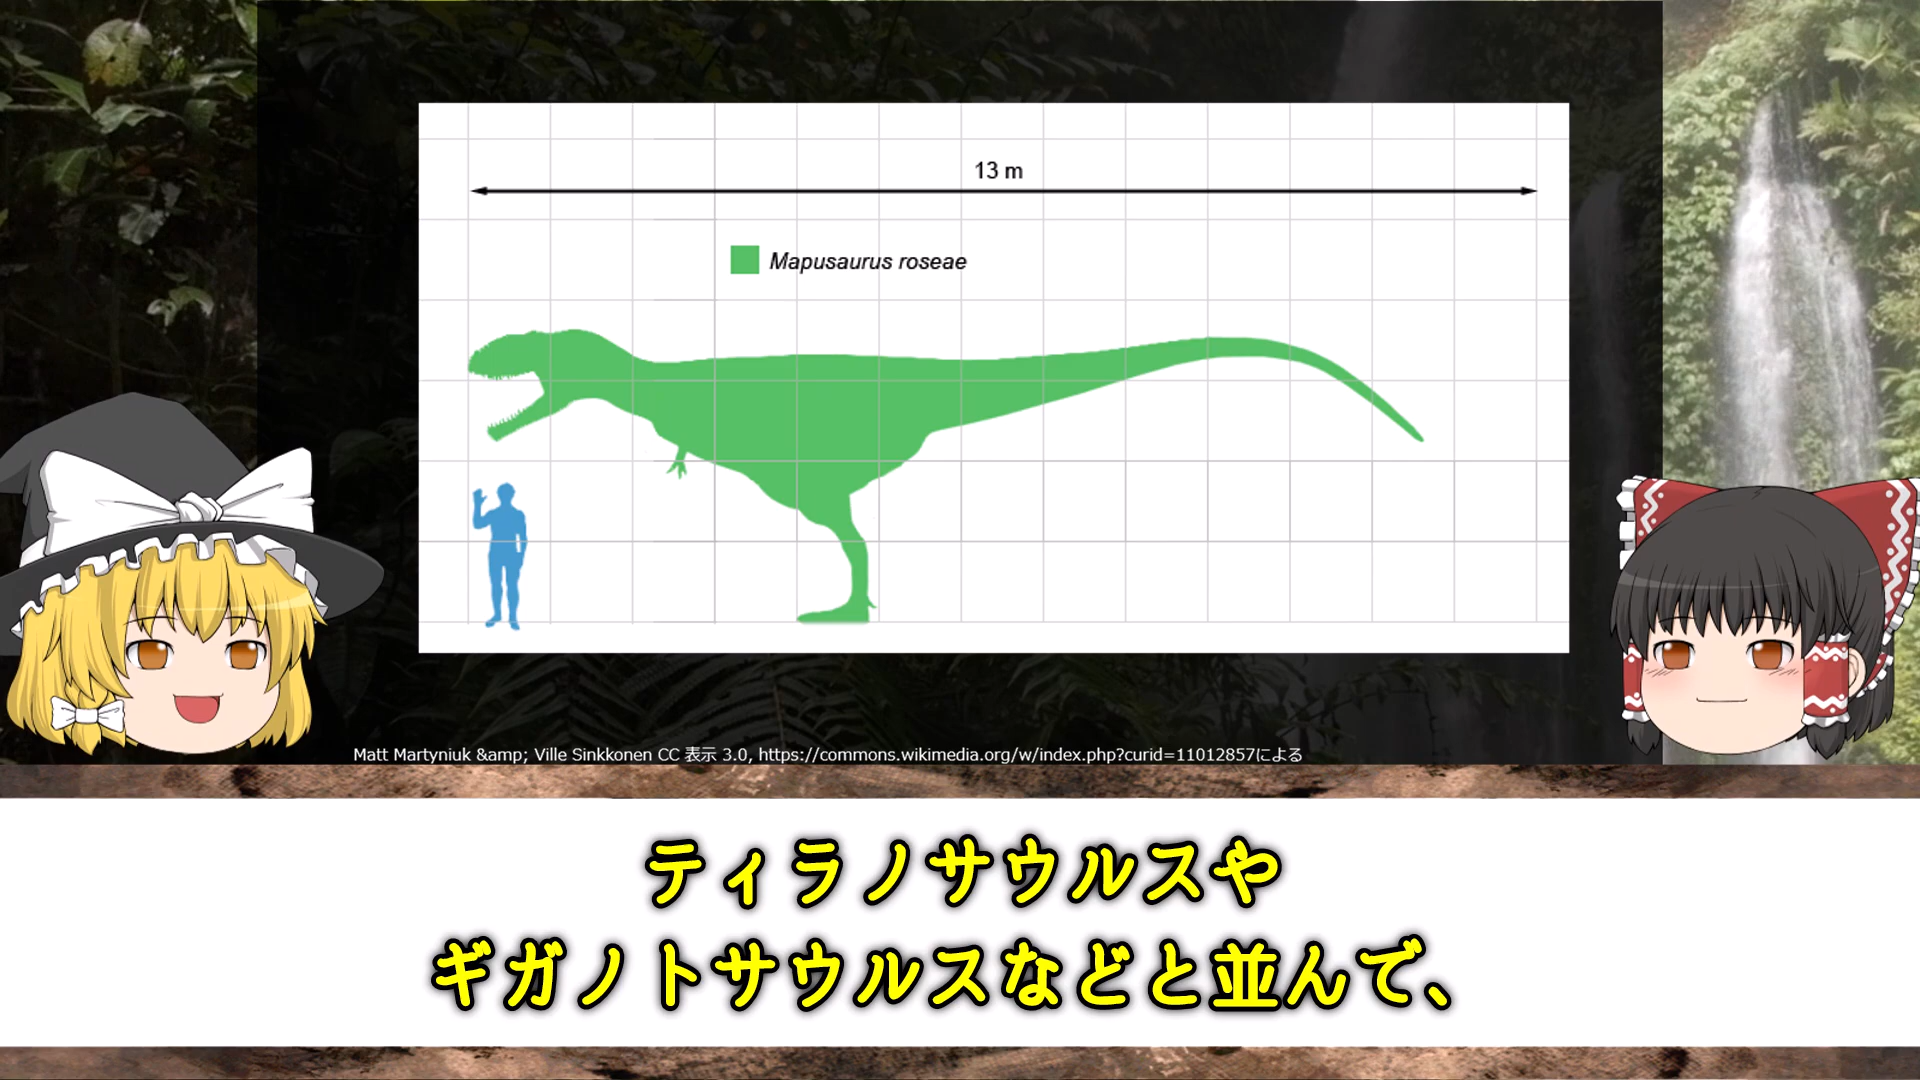 13 m
Mapusaurus roseae
Matt Martyniuk &amp; Ville Sinkkonen CC 表示 3.0, https://commons.wikimedia.org/w/index.php?curid=11012857による
ティラノサウルスや
ギガノトサウルスなどと並んで、